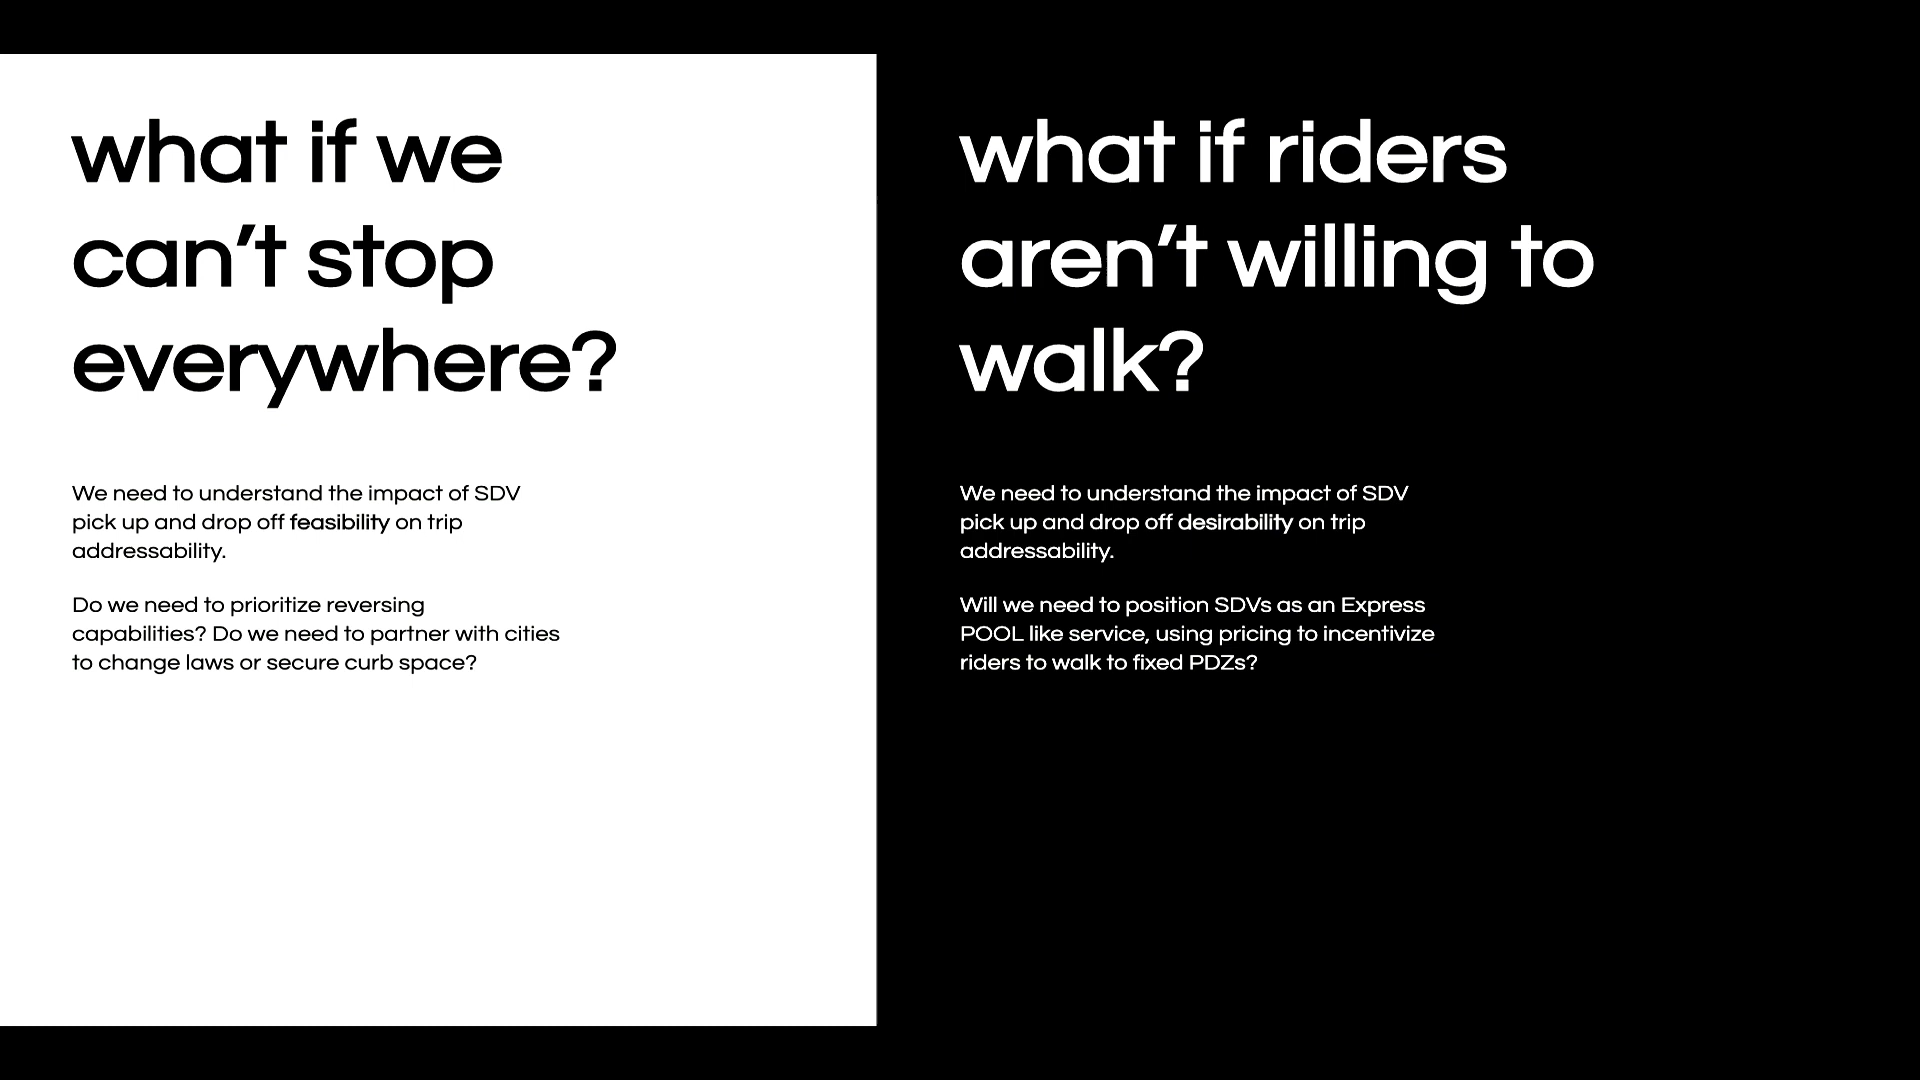 what if we
can’t stop
everywhere?
We need to understand the impact of SDV
pick up and drop off feasibility on trip
addressability.
Do we need to prioritize reversing
capabilities? Do we need to partner with cities
to change laws or secure curb space?
what if riders
aren’t willing to
walk?
We need to understand the impact of SDV
pick up and drop off desirability on trip
addressability.
Will we need to position SDVs as an Express
POOL like service, using pricing to incentivize
riders to walk to fixed PDZs?